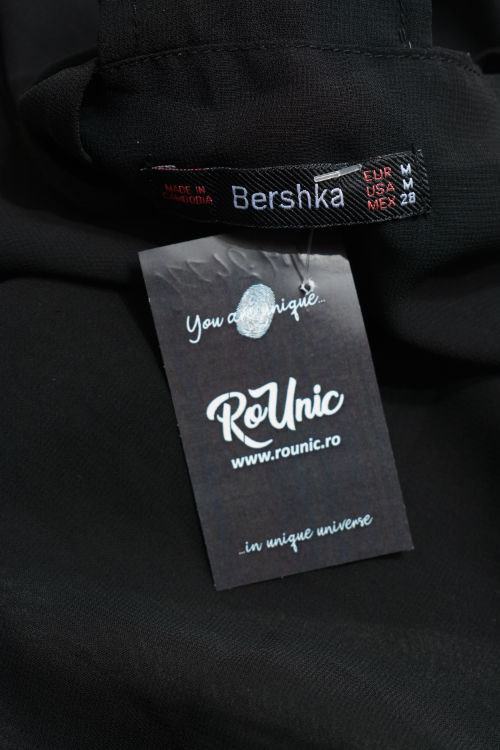 MADE IN
CAMBODIA
Bershka
EUR M
USA M
MEX 28
You are unique...
RoUnic
www.rounic.ro
...in unique universe